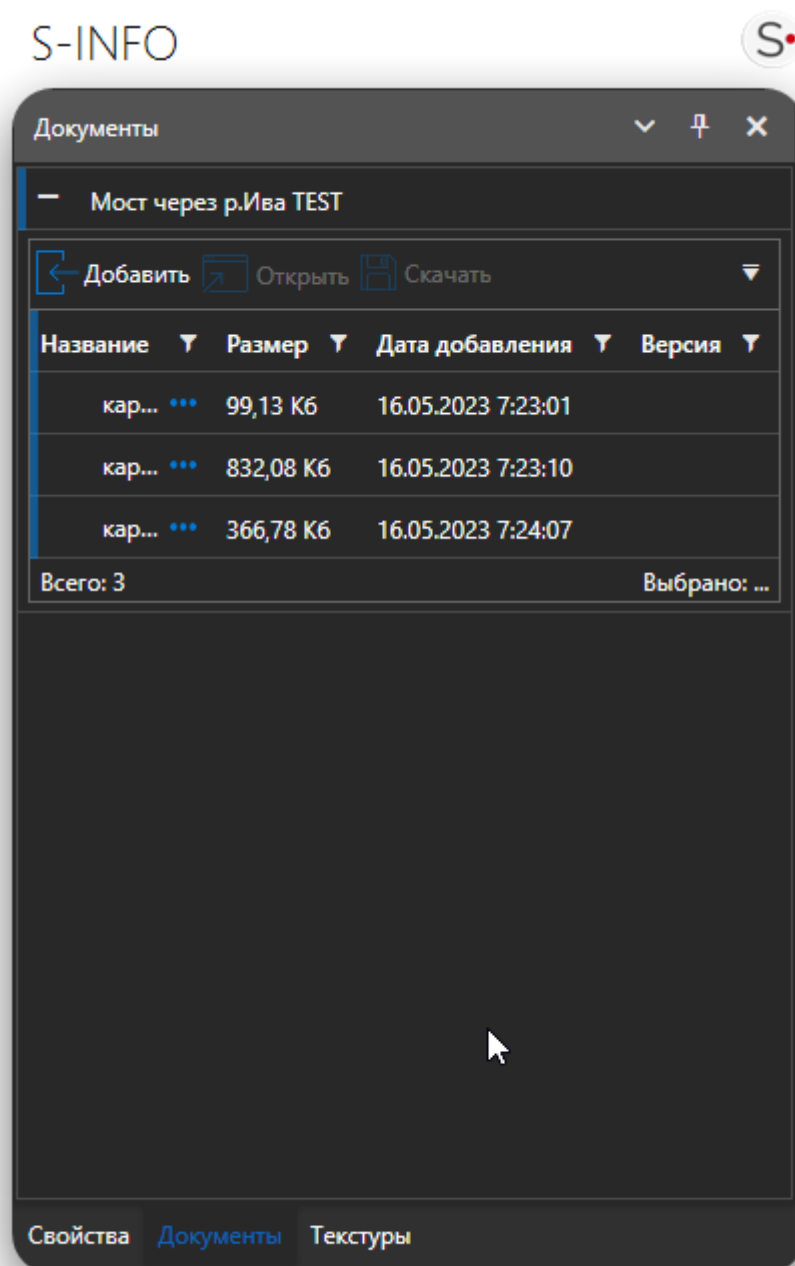 S-INFO
S
Документы
Мост через р.Ива TEST
Добавить Открыть Скачать
Название Размер Дата добавления Версия
кар... ••• 99,13 Кб 16.05.2023 7:23:01
кар... ••• 832,08 Кб 16.05.2023 7:23:10
кар... ••• 366,78 Кб 16.05.2023 7:24:07
Всего: 3 Выбрано: ...
Свойства Документы Текстуры